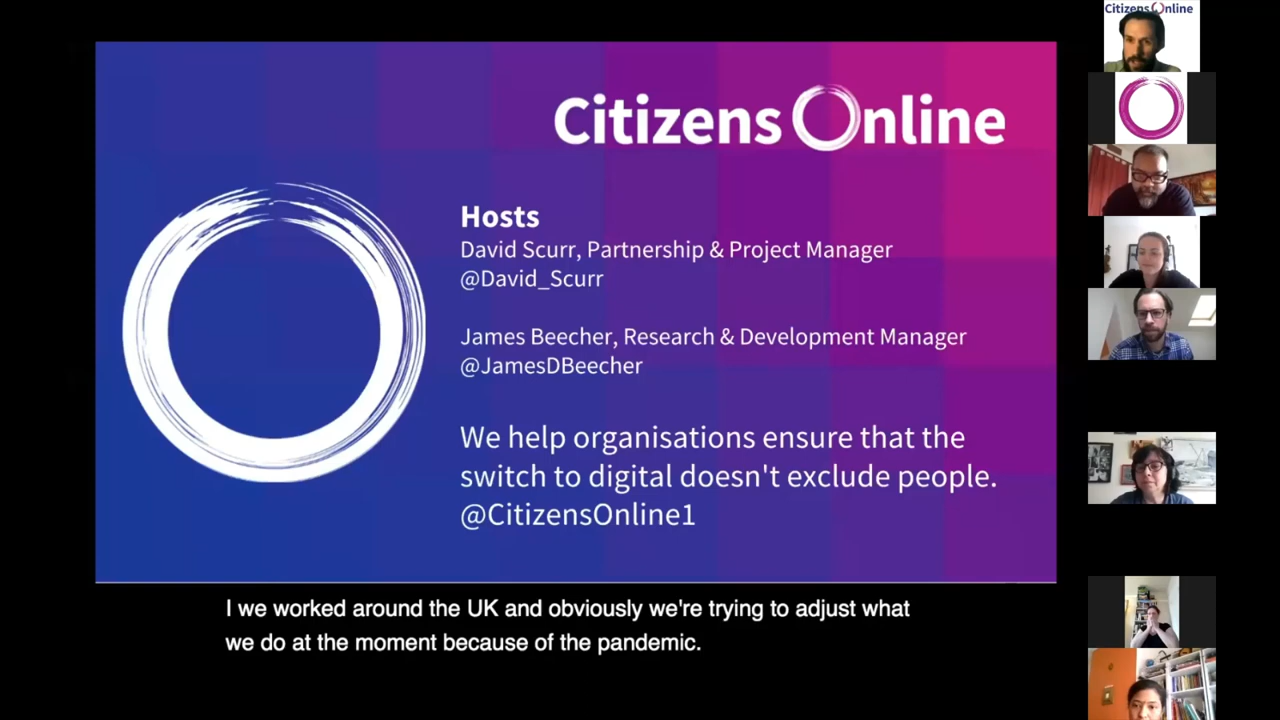 Citizens Online
Hosts
David Scurr, Partnership & Project Manager
@David_Scurr
James Beecher, Research & Development Manager
@JamesDBeecher
We help organisations ensure that the
switch to digital doesn't exclude people.
@CitizensOnline1
I we worked around the UK and obviously we're trying to adjust what
we do at the moment because of the pandemic.
Citizens Online